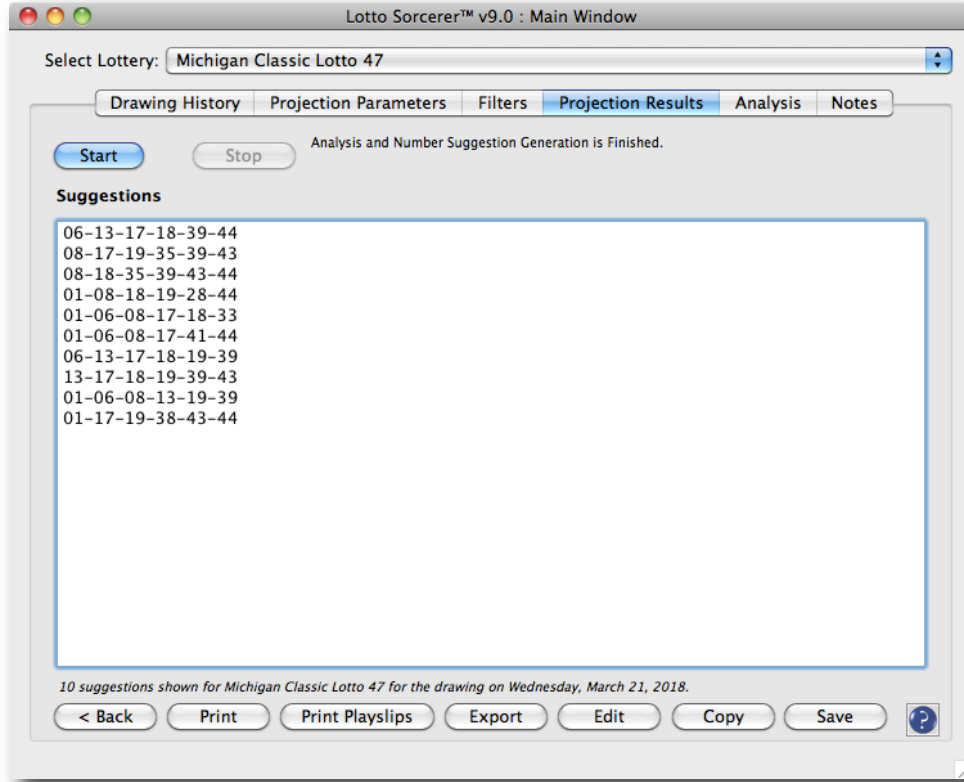 Lotto Sorcerer™ v9.0 : Main Window
Select Lottery: Michigan Classic Lotto 47
Drawing History Projection Parameters Filters Projection Results Analysis Notes
Start Stop Analysis and Number Suggestion Generation is Finished.
Suggestions
06-13-17-18-39-44
08-17-19-35-39-43
08-18-35-39-43-44
01-08-18-19-28-44
01-06-08-17-18-33
01-06-08-17-41-44
06-13-17-18-19-39
13-17-18-19-39-43
01-06-08-13-19-39
01-17-19-38-43-44
10 suggestions shown for Michigan Classic Lotto 47 for the drawing on Wednesday, March 21, 2018.
< Back Print Print Playslips Export Edit Copy Save ?